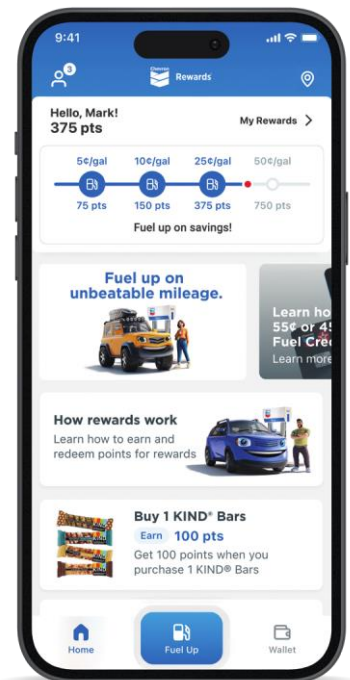 9:41
3
Chevron
Rewards
Hello, Mark!
375 pts
My Rewards >
5¢/gal 10¢/gal 25¢/gal 50¢/gal
75 pts 150 pts 375 pts 750 pts
Fuel up on savings!
Fuel up on
unbeatable mileage.
Learn ho
55¢ or 45
Fuel Cre
Learn more
How rewards work
Learn how to earn and
redeem points for rewards
Buy 1 KIND® Bars
Earn 100 pts
Get 100 points when you
purchase 1 KIND® Bars
Home
Fuel Up
Wallet